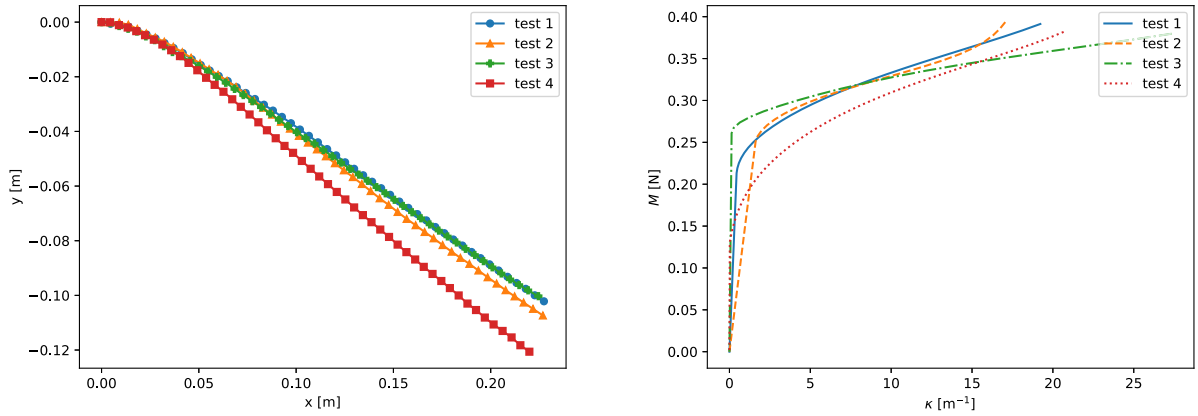 0.00
−0.02
−0.04
−0.06
−0.08
−0.10
−0.12
y [m]
0.00 0.05 0.10 0.15 0.20
x [m]
test 1
test 2
test 3
test 4
0.40
0.35
0.30
0.25
0.20
0.15
0.10
0.05
0.00
M [N]
0 5 10 15 20 25
κ [m⁻¹]
test 1
test 2
test 3
test 4